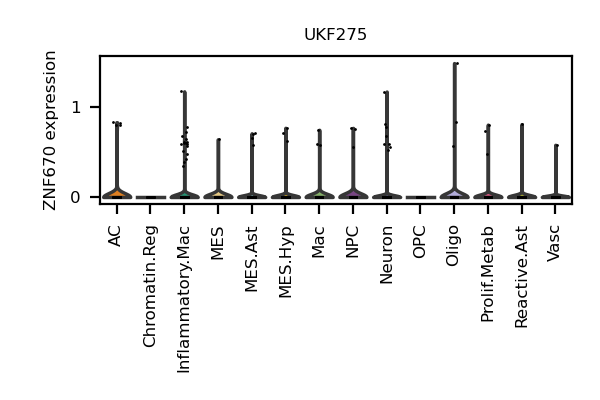 UKF275
ZNF670 expression
1
0
AC
Chromatin.Reg
Inflammatory.Mac
MES
MES.Ast
MES.Hyp
Mac
NPC
Neuron
OPC
Oligo
Prolif.Metab
Reactive.Ast
Vasc